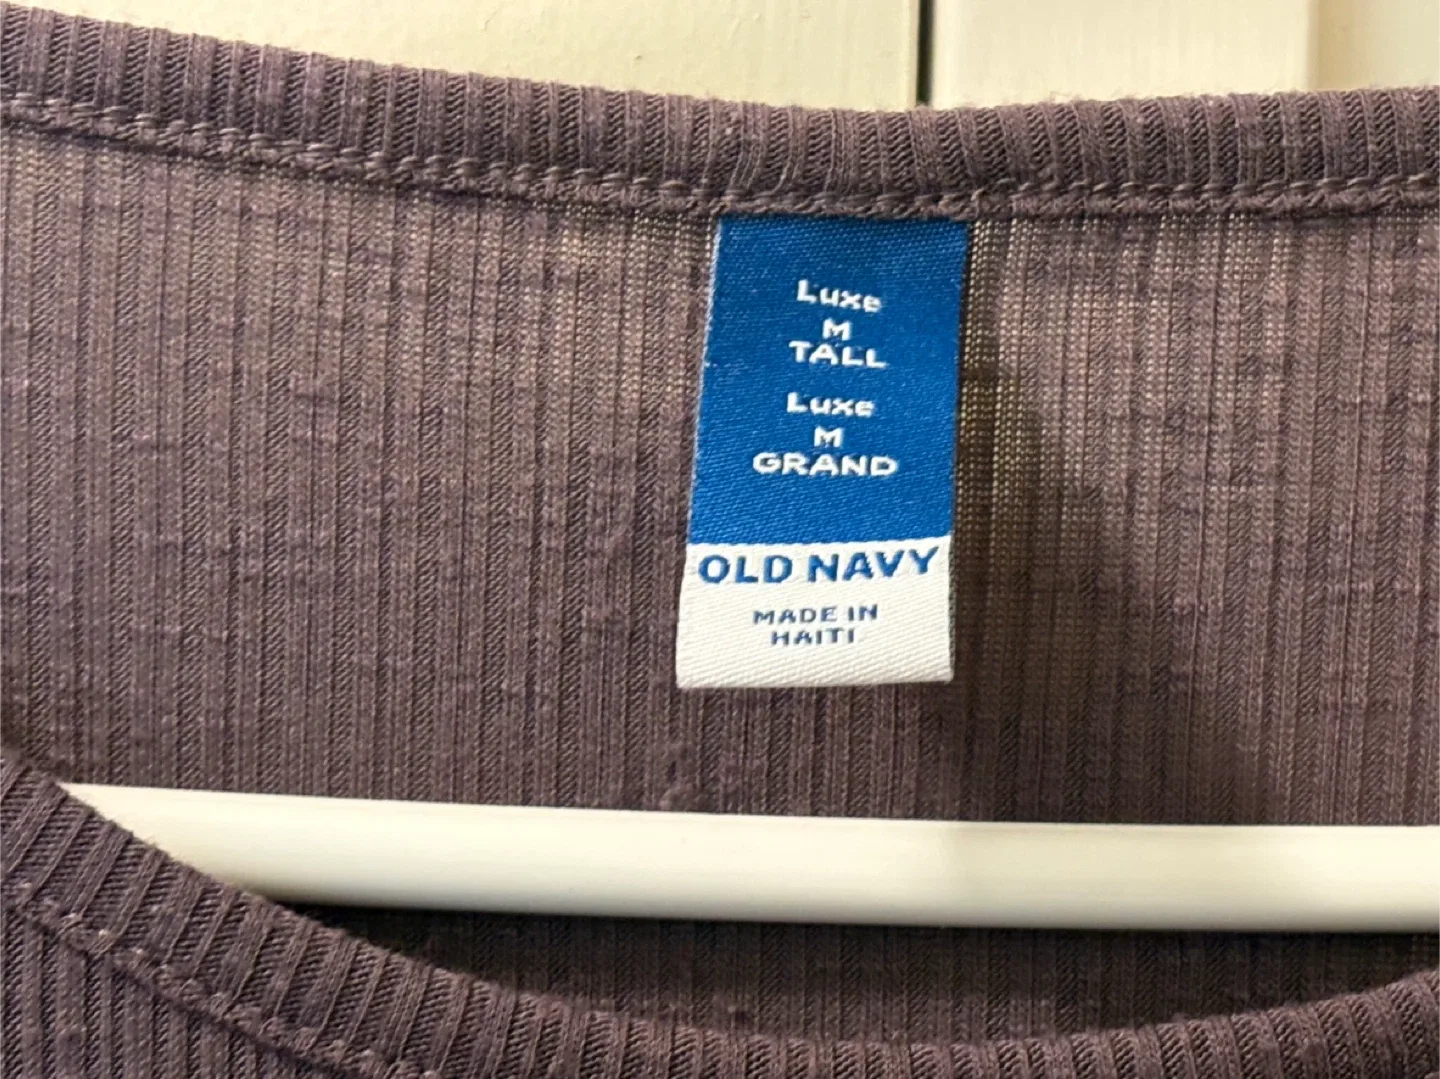 Luxe
M
TALL
Luxe
M
GRAND
OLD NAVY
MADE IN
HAITI